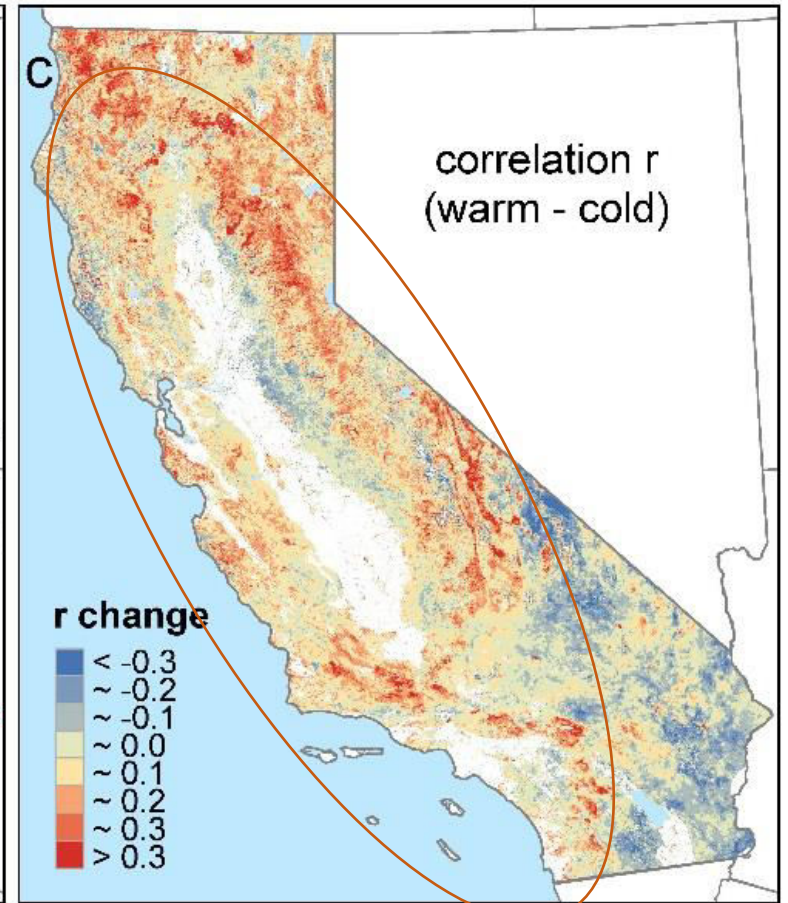 C
correlation r
(warm - cold)
r change
< -0.3
~ -0.2
~ -0.1
~ 0.0
~ 0.1
~ 0.2
~ 0.3
> 0.3